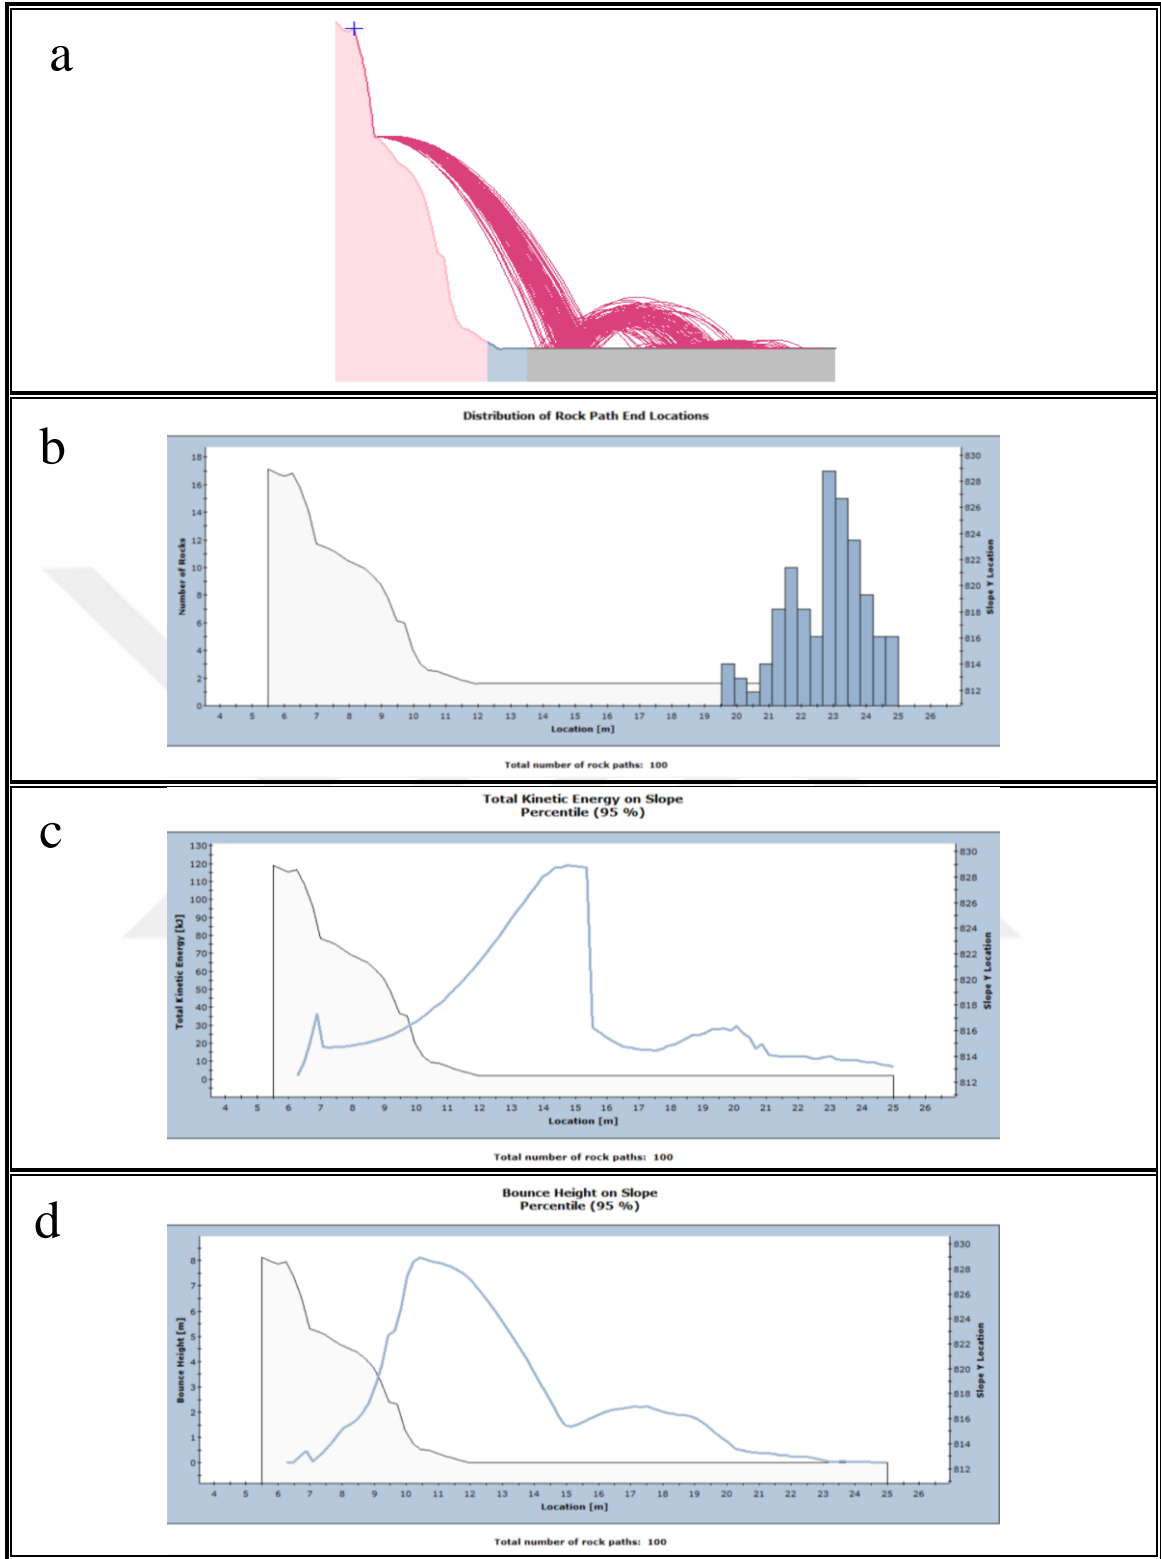 a
b
Distribution of Rock Path End Locations
18
16
14
12
10
8
6
4
2
0
Number of Rocks
830
828
826
824
822
820
818
816
814
812
Slope Y Location
4 5 6 7 8 9 10 11 12 13 14 15 16 17 18 19 20 21 22 23 24 25 26
Location [m]
Total number of rock paths: 100
c
Total Kinetic Energy on Slope
Percentile (95 %)
130
120
110
100
90
80
70
60
50
40
30
20
10
0
Total Kinetic Energy [kJ]
830
828
826
824
822
820
818
816
814
812
Slope Y Location
4 5 6 7 8 9 10 11 12 13 14 15 16 17 18 19 20 21 22 23 24 25 26
Location [m]
Total number of rock paths: 100
d
Bounce Height on Slope
Percentile (95 %)
8
7
6
5
4
3
2
1
0
Bounce Height [m]
830
828
826
824
822
820
818
816
814
812
Slope Y Location
4 5 6 7 8 9 10 11 12 13 14 15 16 17 18 19 20 21 22 23 24 25 26
Location [m]
Total number of rock paths: 100